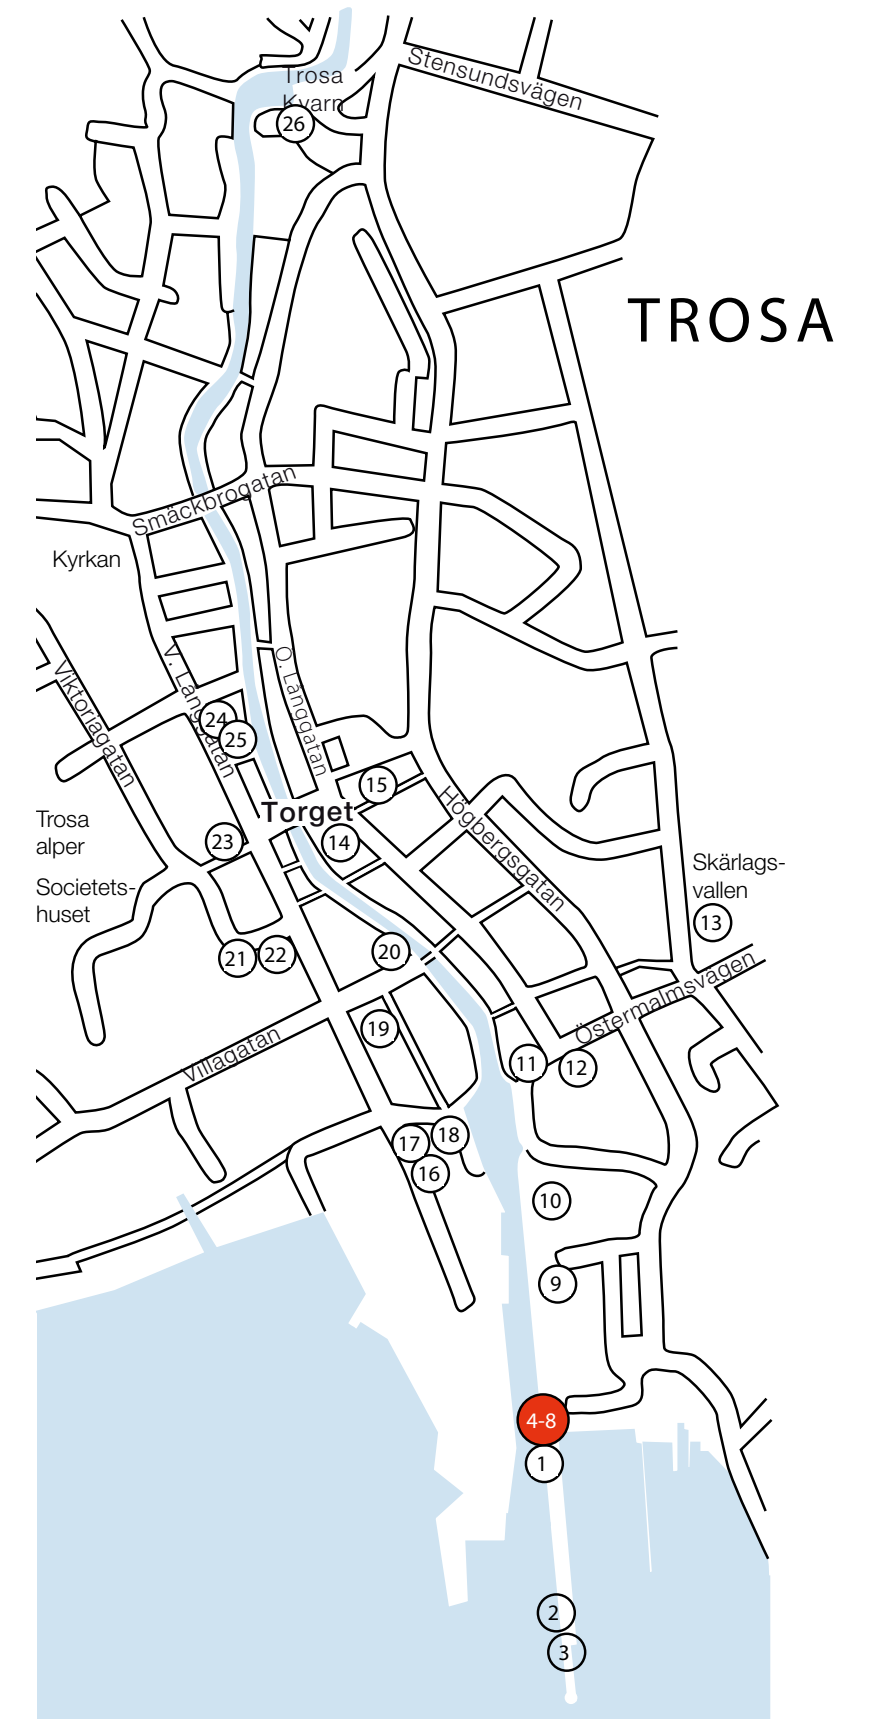 Stensundsvägen
Trosa
Kvarn
26
TROSA
Smäckbrogatan
Kyrkan
Viktoriagatan
V. Långgatan
Ö. Långgatan
24
25
15
Torget
Högbergsgatan
Trosa
alper
23
14
Societets-
huset
Skärlags-
vallen
13
21
22
20
Östermalmsvägen
19
Villagatan
11
12
17
18
16
10
9
4-8
1
2
3